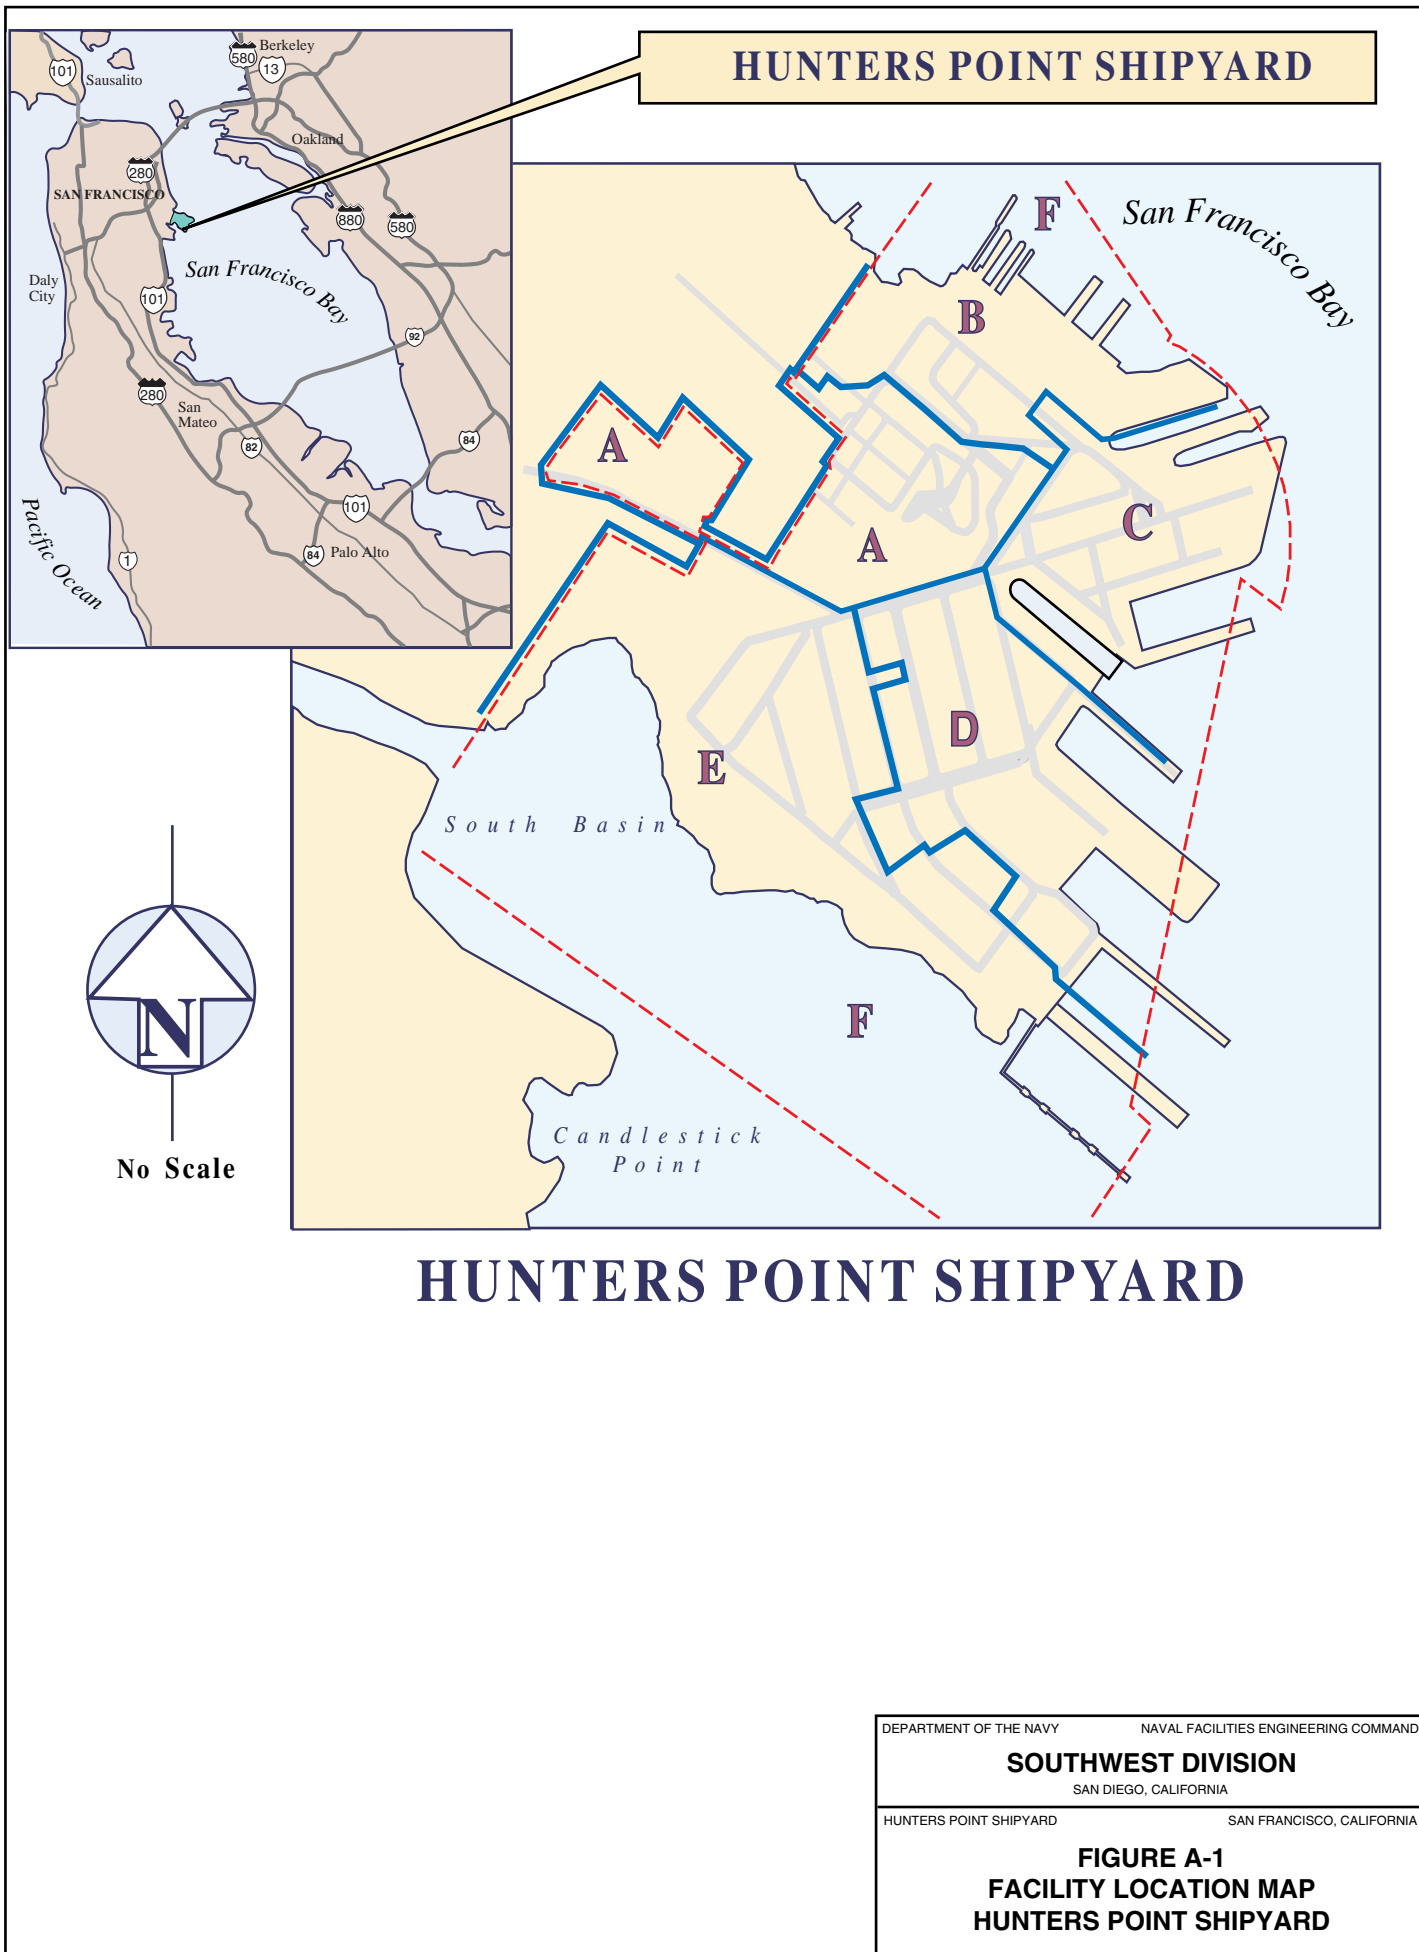 HUNTERS POINT SHIPYARD
580
Berkeley
13
101
Sausalito
Oakland
280
SAN FRANCISCO
880
580
San Francisco Bay
Daly
City
101
92
280
San
Mateo
82
84
101
Pacific Ocean
1
84
Palo Alto
F
San Francisco Bay
B
A
C
A
D
E
South Basin
F
Candlestick
Point
N
No Scale
HUNTERS POINT SHIPYARD
DEPARTMENT OF THE NAVY NAVAL FACILITIES ENGINEERING COMMAND
SOUTHWEST DIVISION
SAN DIEGO, CALIFORNIA
HUNTERS POINT SHIPYARD SAN FRANCISCO, CALIFORNIA
FIGURE A-1
FACILITY LOCATION MAP
HUNTERS POINT SHIPYARD